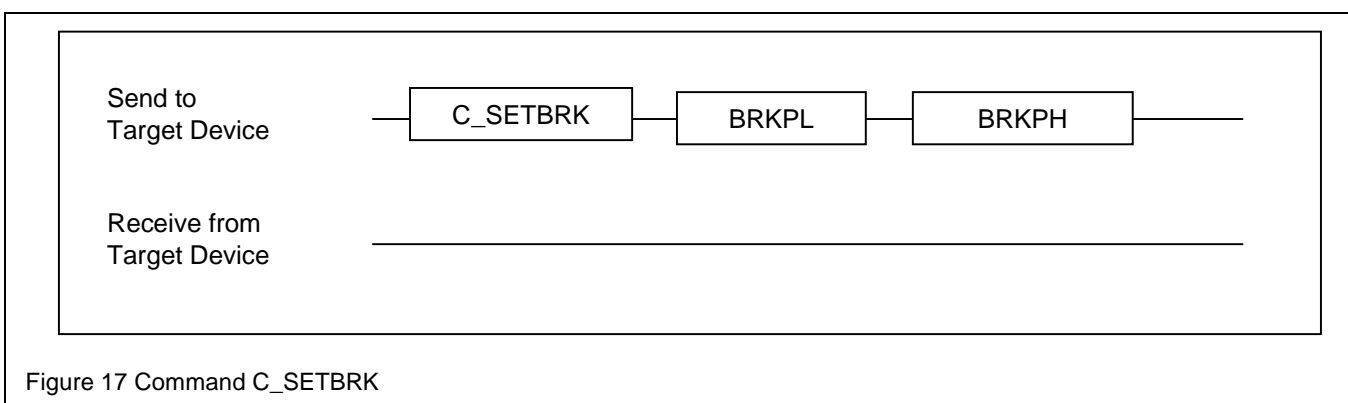 Send to
Target Device
C_SETBRK
BRKPL
BRKPH
Receive from
Target Device
Figure 17 Command C_SETBRK